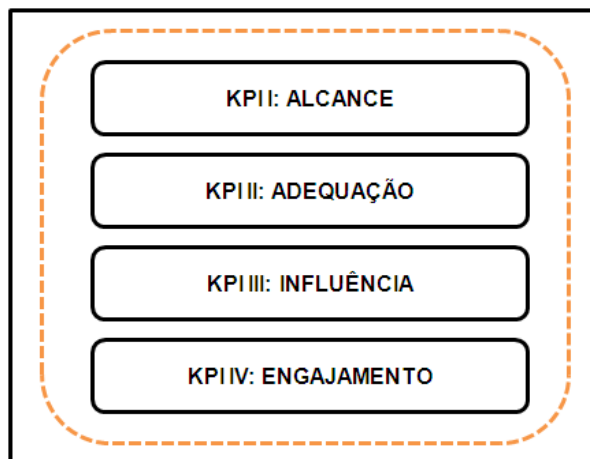 KPI I: ALCANCE
KPI II: ADEQUAÇÃO
KPI III: INFLUÊNCIA
KPI IV: ENGAJAMENTO